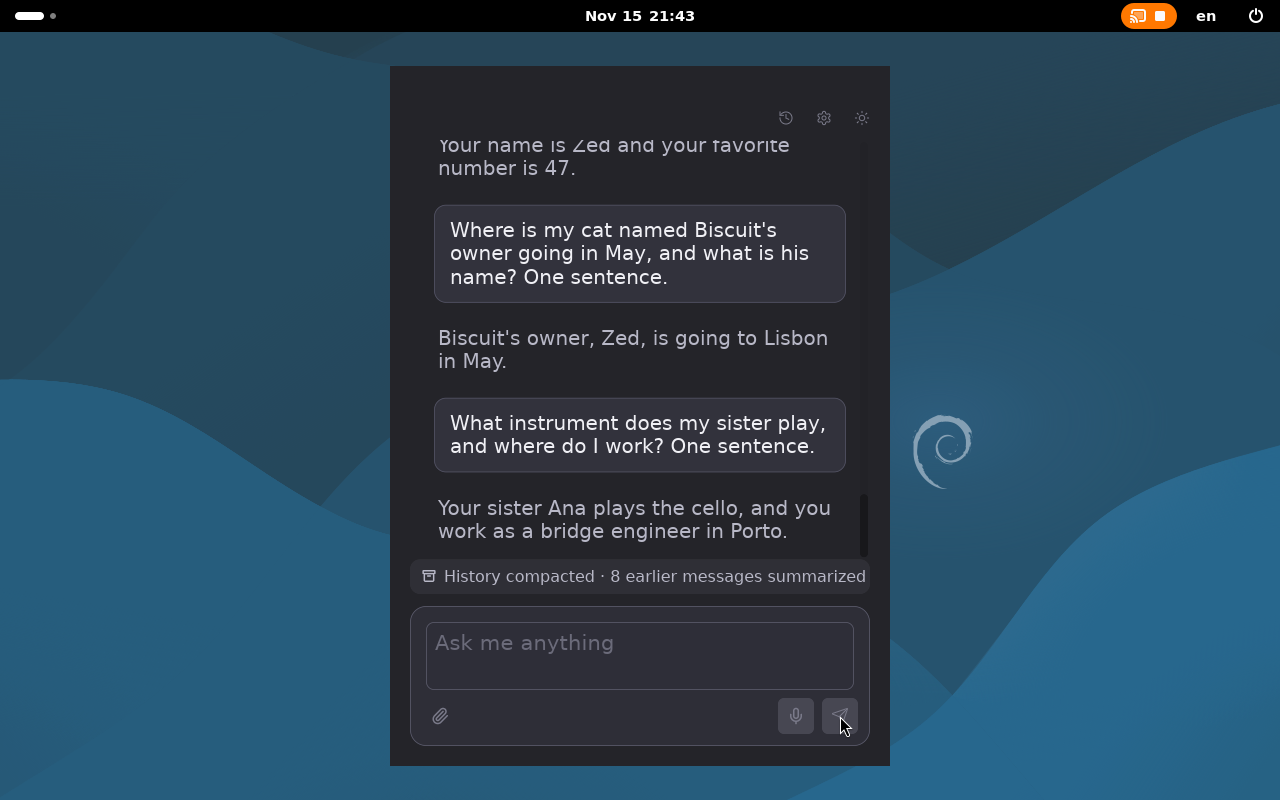 Nov 15 21:43
en
Your name is Zed and your favorite
number is 47.
Where is my cat named Biscuit's
owner going in May, and what is his
name? One sentence.
Biscuit's owner, Zed, is going to Lisbon
in May.
What instrument does my sister play,
and where do I work? One sentence.
Your sister Ana plays the cello, and you
work as a bridge engineer in Porto.
History compacted · 8 earlier messages summarized
Ask me anything